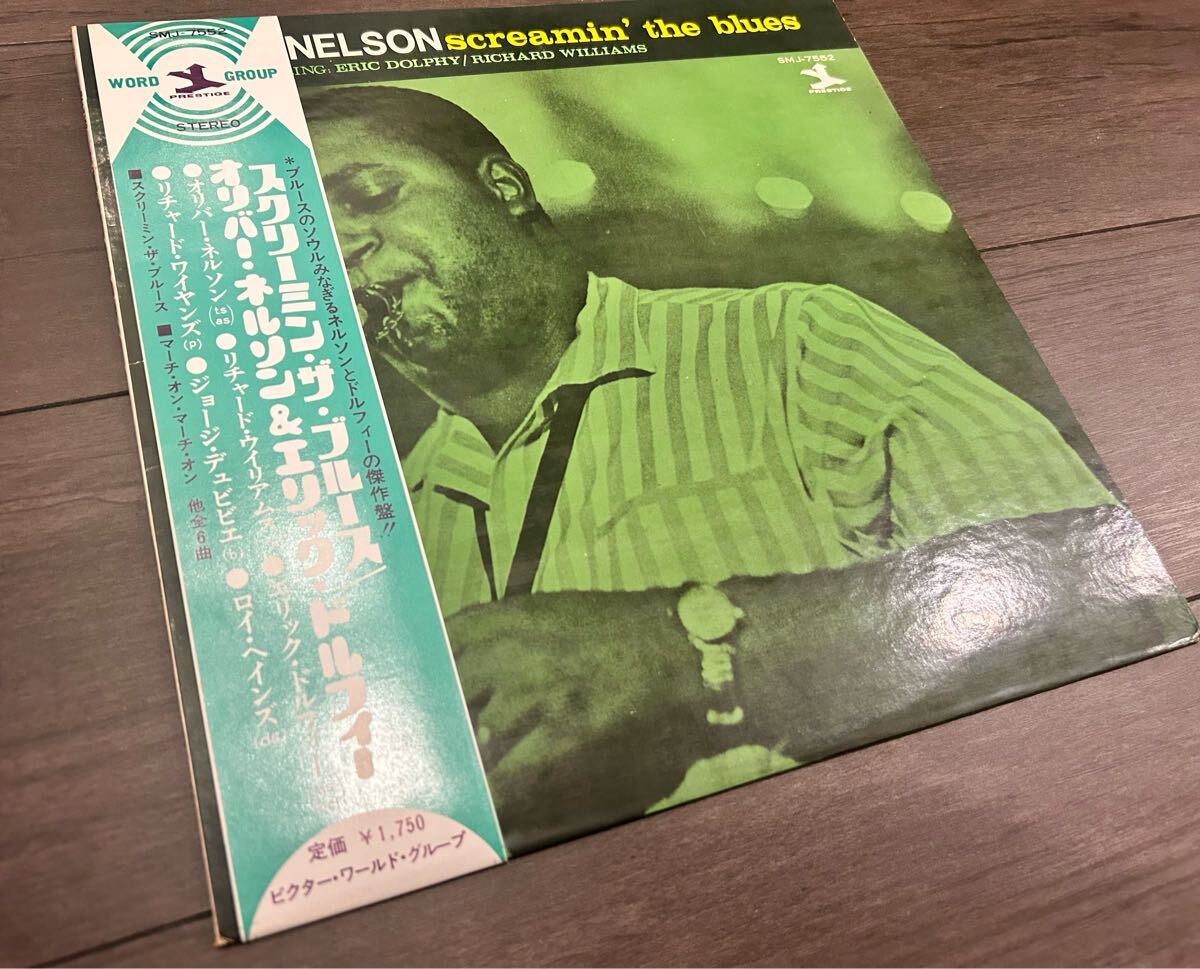 NELSON screamin' the blues
ERIC DOLPHY/RICHARD WILLIAMS
SMJ-7552
PRESTIGE
SMJ-7552
WORD GROUP
PRESTIGE
STEREO
*ブルースのソウルみなぎるネルソンとドルフィーの傑作盤!!
スクリーミン・ザ・ブルース/
オリバー・ネルソン&エリック・ドルフィー
●オリバー・ネルソン(ts as)●リチャード・ウィリアムス ●エリック・ドルフィー
●リチャード・ワイヤンズ(p)●ジョージ・デュビビエ(b)●ロイ・ヘインズ(ds)
■スクリーミン・ザ・ブルース ■マーチ・オン・マーチ・オン 他全6曲
定価 ¥1,750
ビクター・ワールド・グループ